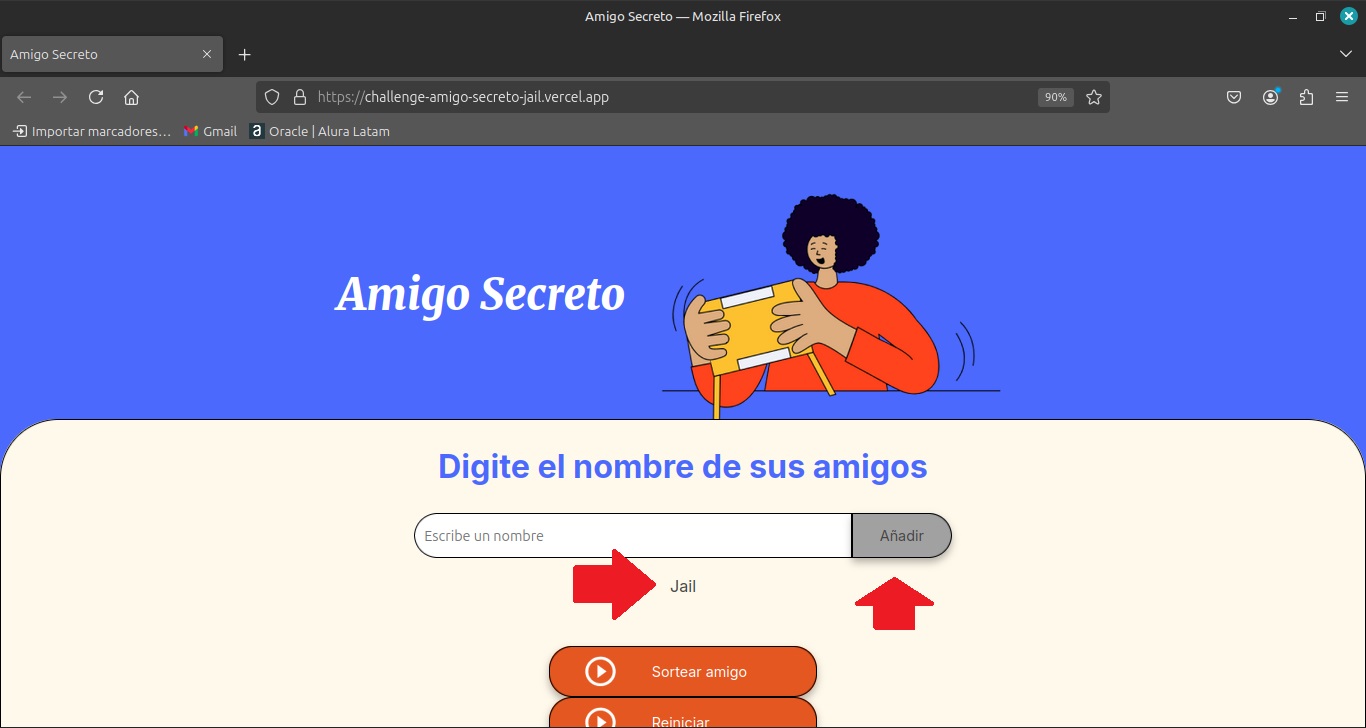 Amigo Secreto — Mozilla Firefox
Amigo Secreto
https://challenge-amigo-secreto-jail.vercel.app
90%
Importar marcadores…
Gmail
a Oracle | Alura Latam
Amigo Secreto
Digite el nombre de sus amigos
Escribe un nombre
Añadir
Jail
Sortear amigo
Reiniciar